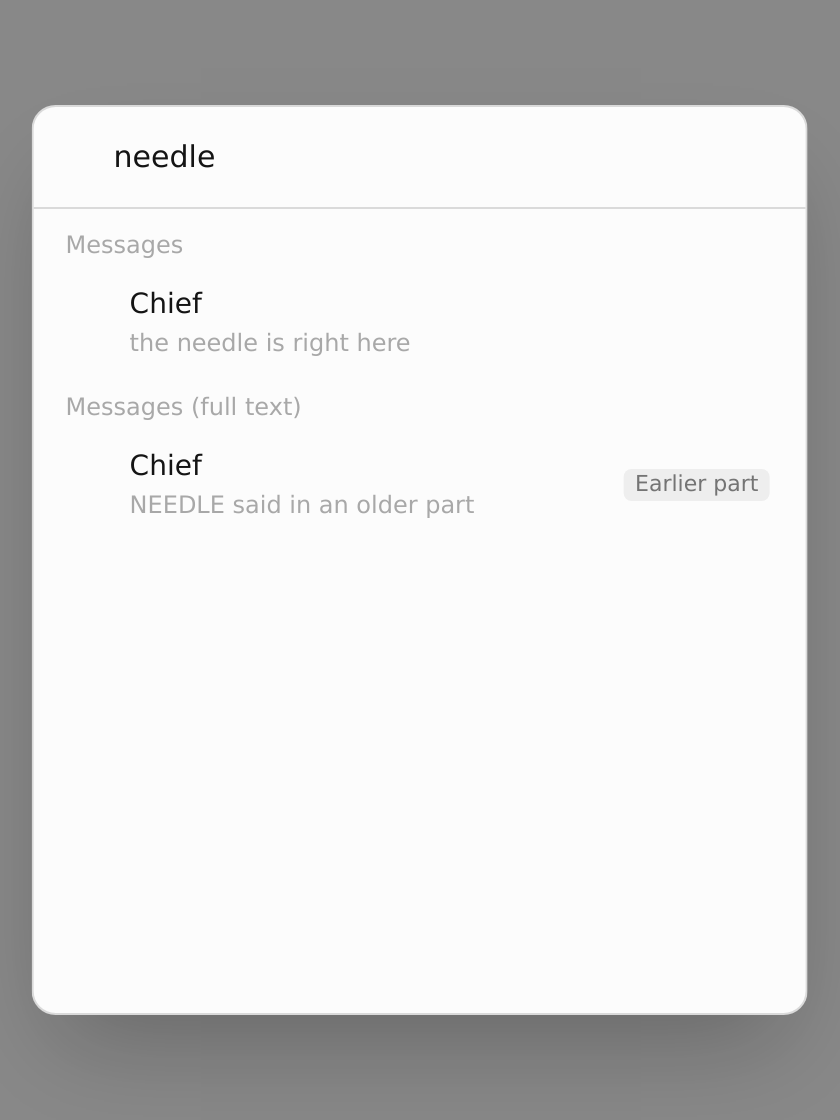 needle
Messages
Chief
the needle is right here
Messages (full text)
Chief
NEEDLE said in an older part
Earlier part